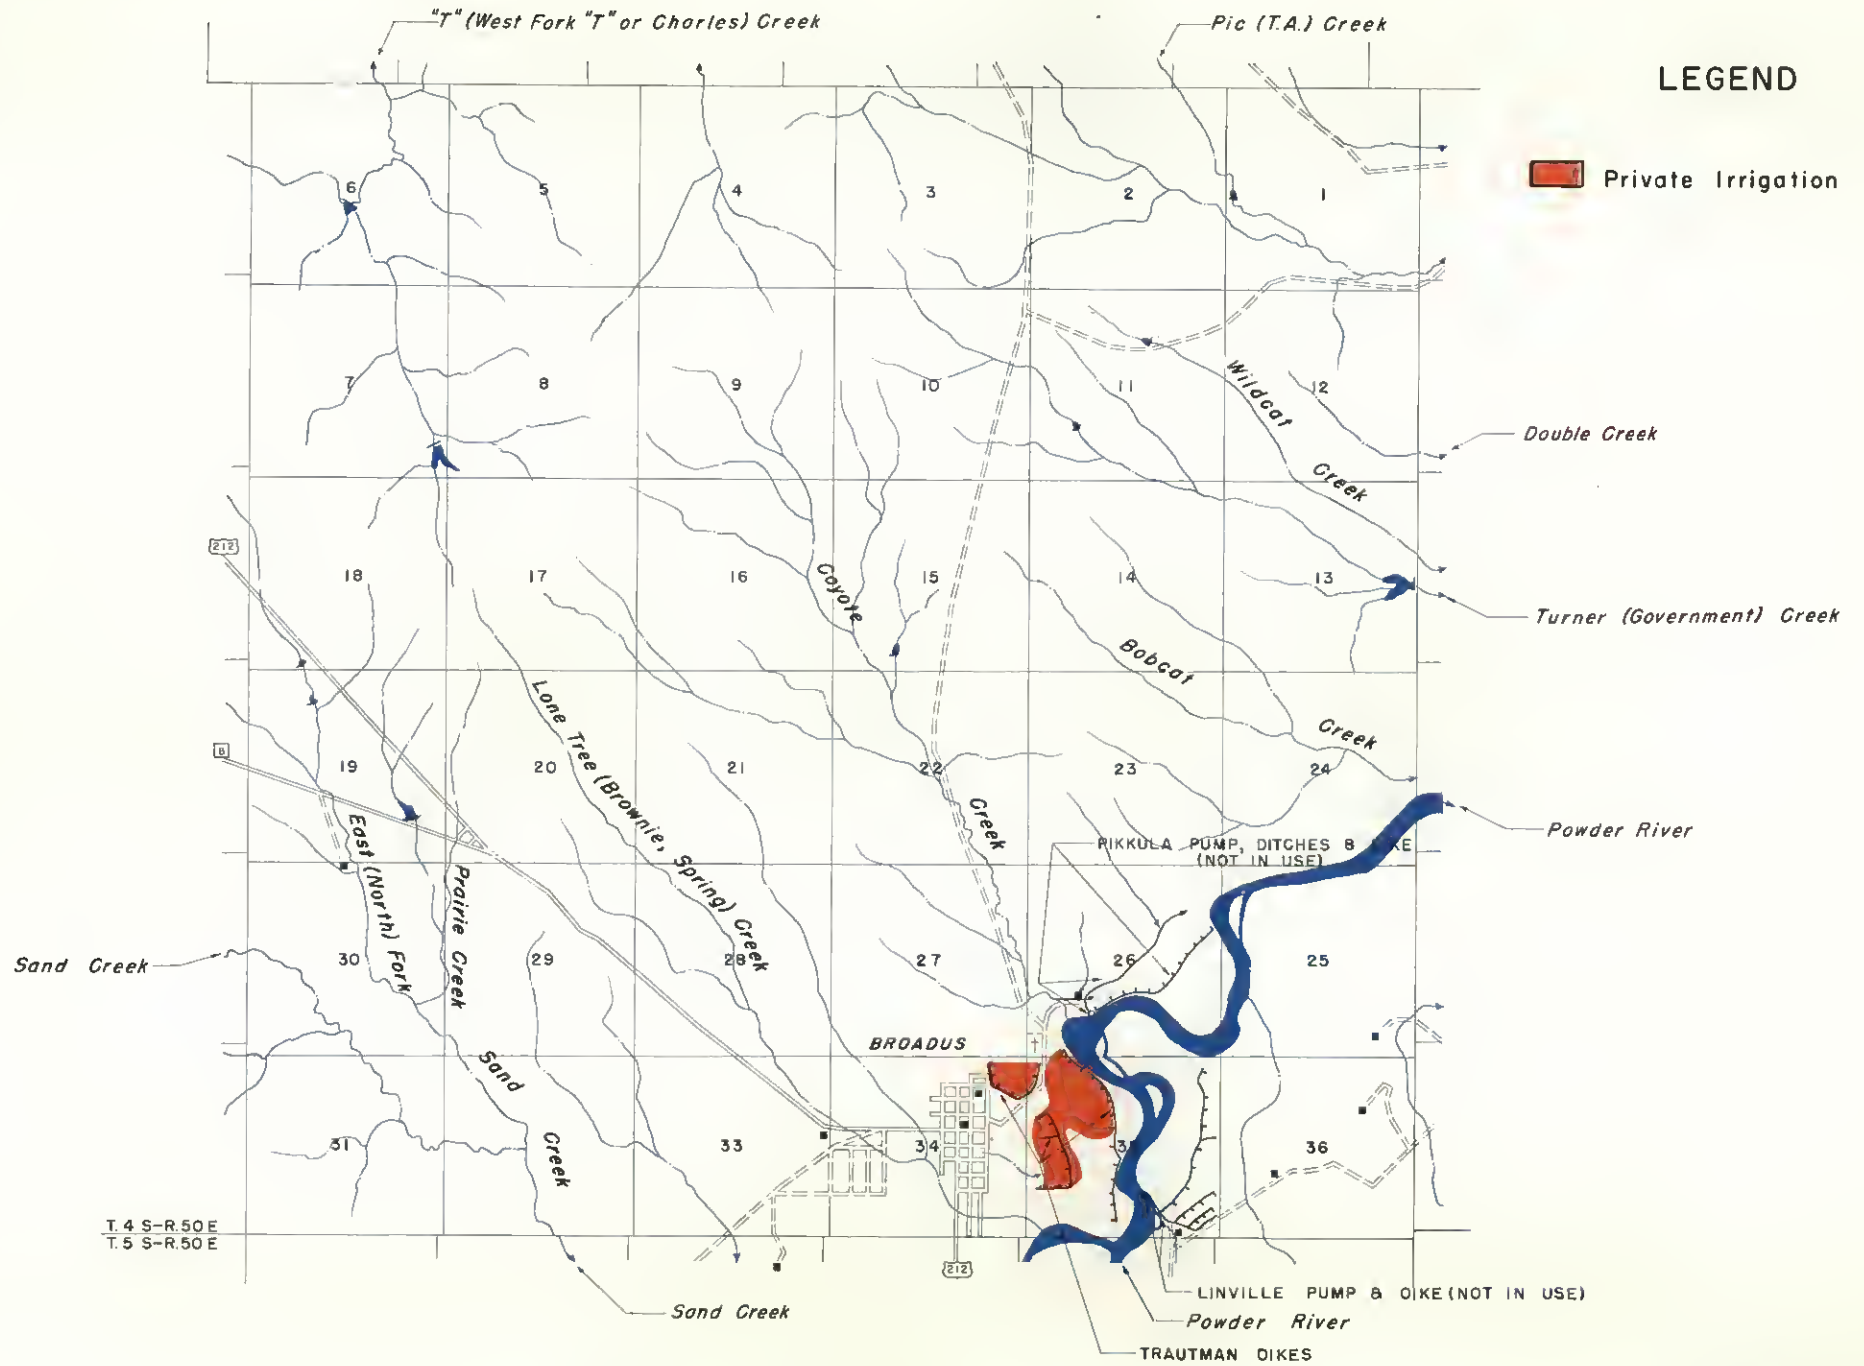 "T" (West Fork "T" or Charles) Creek
Pic (T.A.) Creek
LEGEND
Private Irrigation
6
5
4
3
2
1
7
8
9
10
11
12
Wildcat
Creek
Double Creek
212
18
17
16
15
14
13
Coyote
Creek
Turner (Government) Creek
Bobcat
Creek
Lone Tree (Brownie, Spring) Creek
8
19
20
21
22
23
24
East (North) Fork
Prairie Creek
Powder River
PIKKULA PUMP, DITCHES &
(NOT IN USE)
Sand Creek
30
29
28
27
26
25
BROADUS
Sand
Creek
31
33
34
36
T. 4 S-R. 50 E
T. 5 S-R. 50 E
212
Sand Creek
LINVILLE PUMP & DIKE (NOT IN USE)
Powder River
TRAUTMAN DIKES